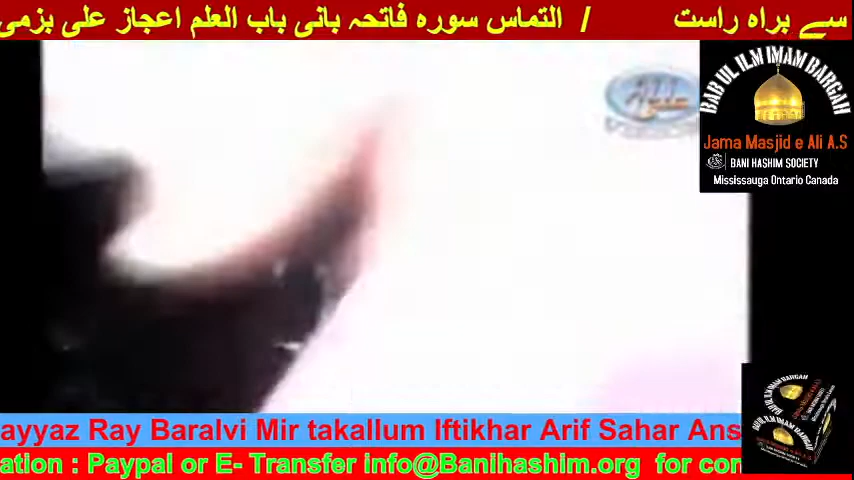 سے براہ راست / التماس سورہ فاتحہ بانی باب العلم اعجاز علی بزمی
BAB UL ILM IMAM BARGAH
Jama Masjid e Ali A.S
BANI HASHIM SOCIETY
Mississauga Ontario Canada
ayyaz Ray Baralvi Mir takallum Iftikhar Arif Sahar Ans
ation : Paypal or E- Transfer info@Banihashim.org for con